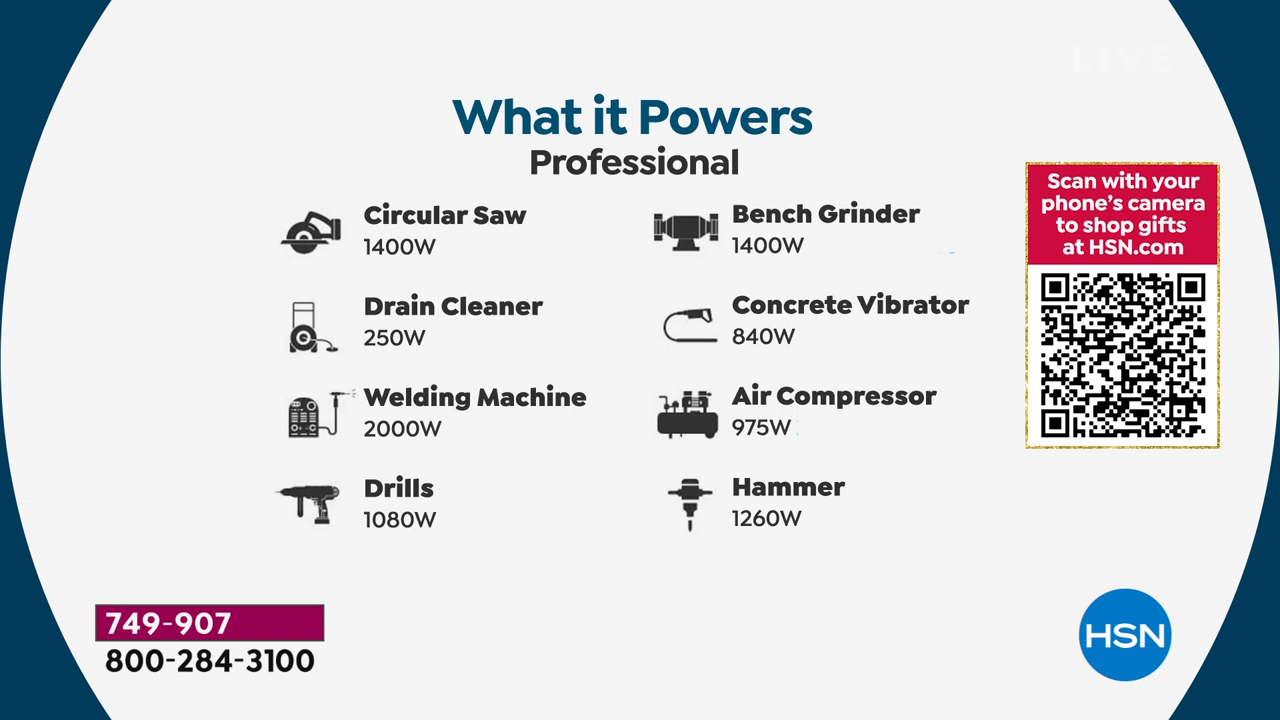 LIVE
What it Powers
Professional
Circular Saw
1400W
Bench Grinder
1400W
Drain Cleaner
250W
Concrete Vibrator
840W
Welding Machine
2000W
Air Compressor
975W
Drills
1080W
Hammer
1260W
Scan with your
phone's camera
to shop gifts
at HSN.com
749-907
800-284-3100
HSN